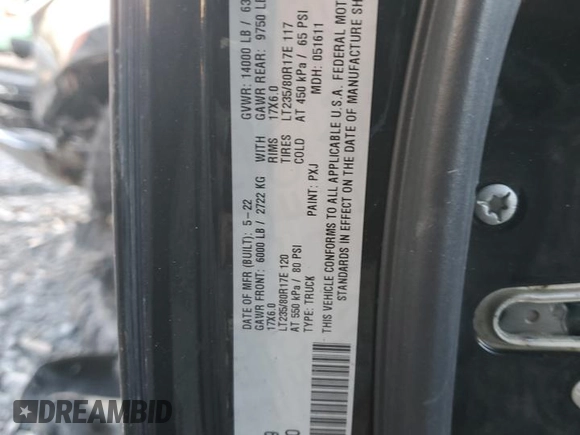 DATE OF MFR (BUILT): 5-22 GVWR: 14000 LB / 63
GAWR FRONT: 6000 LB / 2722 KG WITH GAWR REAR: 9750 L
17X6.0 RIMS 17X6.0
LT235/80R17E 120 TIRES LT235/80R17E 117
AT 550 kPa / 80 PSI COLD AT 450 kPa / 65 PSI
TYPE: TRUCK PAINT: PXJ MDH: 051611
THIS VEHICLE CONFORMS TO ALL APPLICABLE U.S.A. FEDERAL MOT
STANDARDS IN EFFECT ON THE DATE OF MANUFACTURE SH
DREAMBID